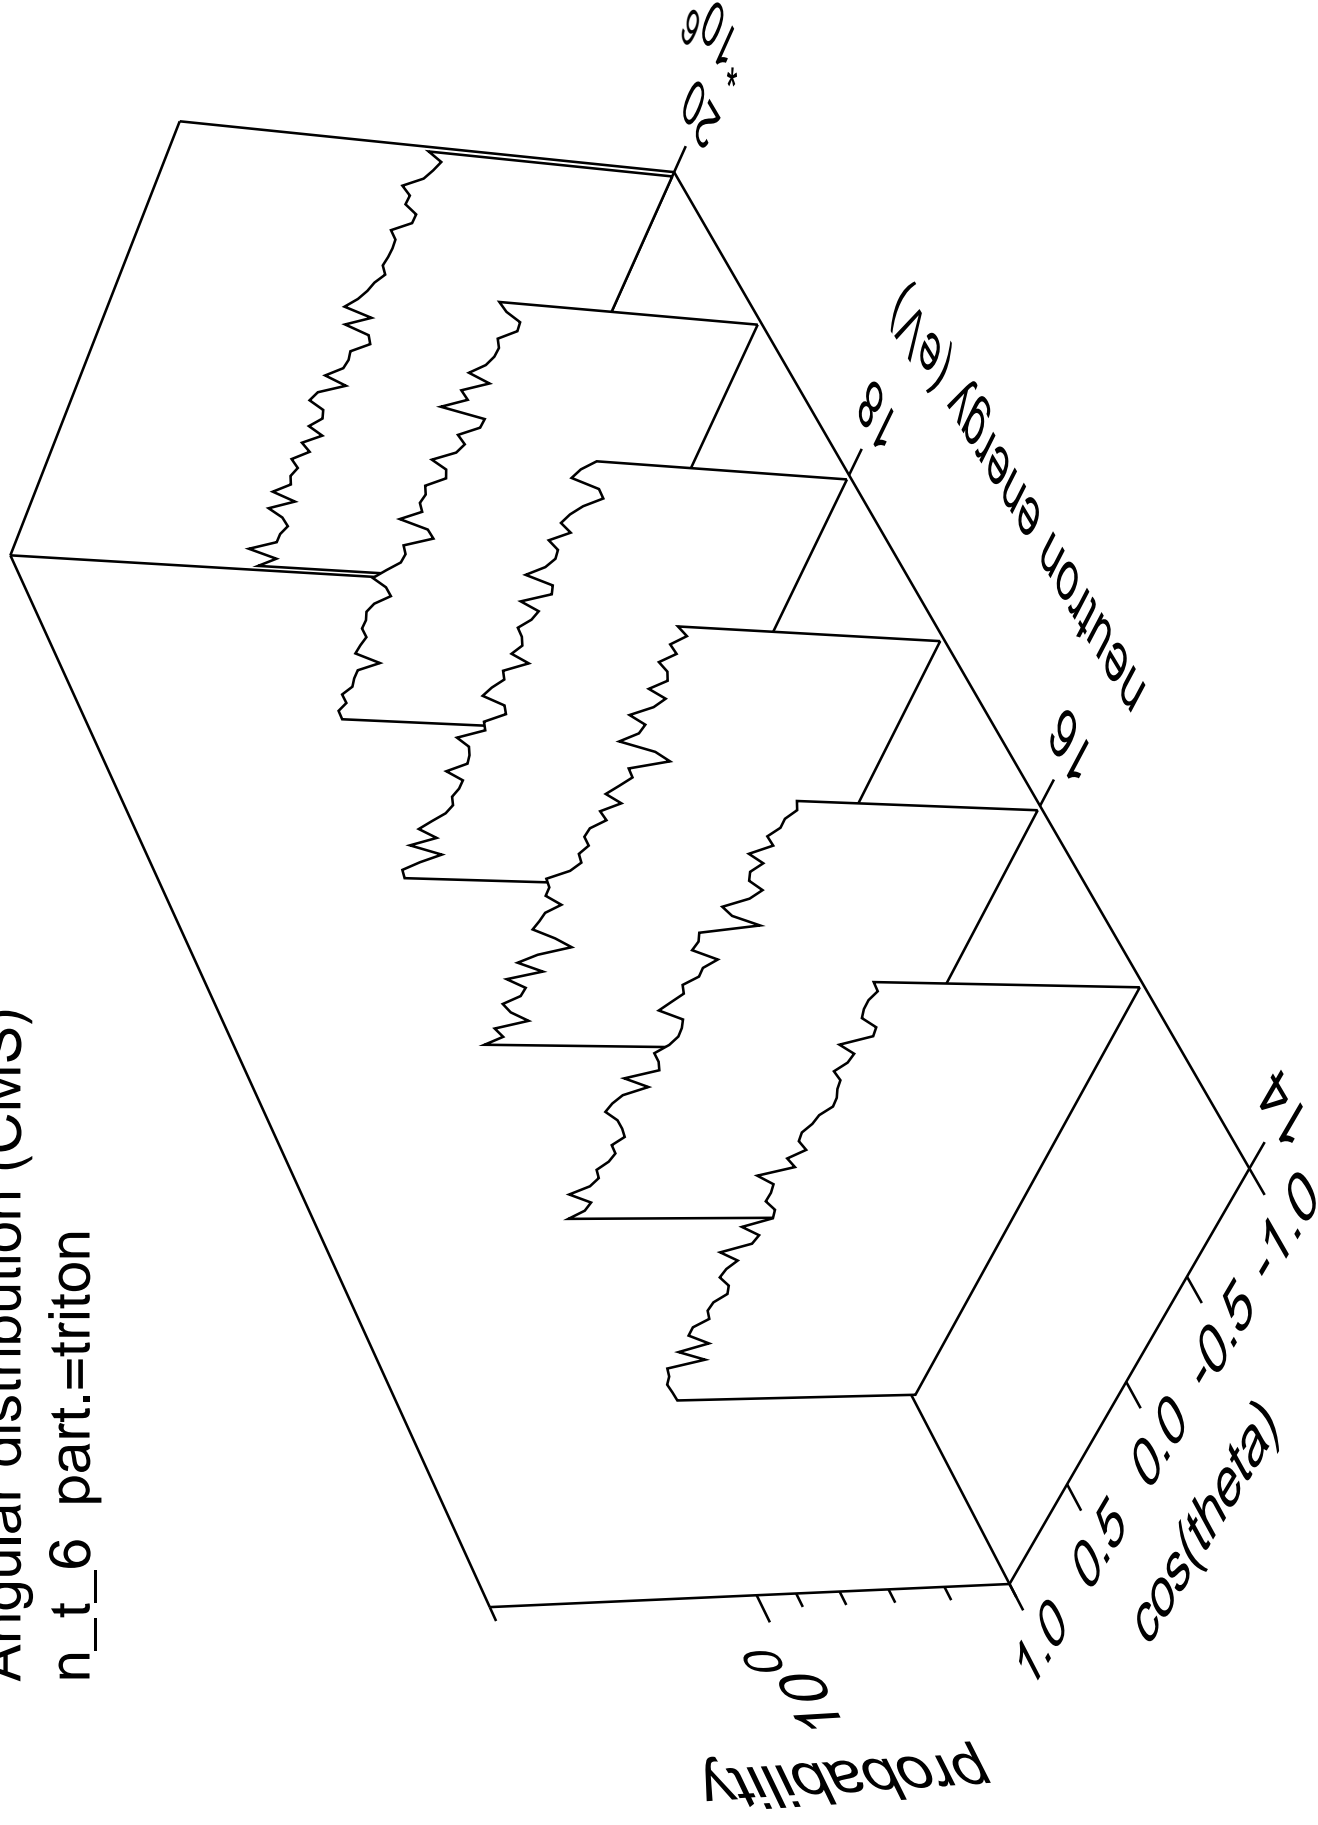 Angular distribution (CMS)
n_t_6 part.=triton
probability
10^0
1.0 0.5 0.0 -0.5 -1.0
cos(theta)
14 16 18 20
*10^6
neutron energy (eV)